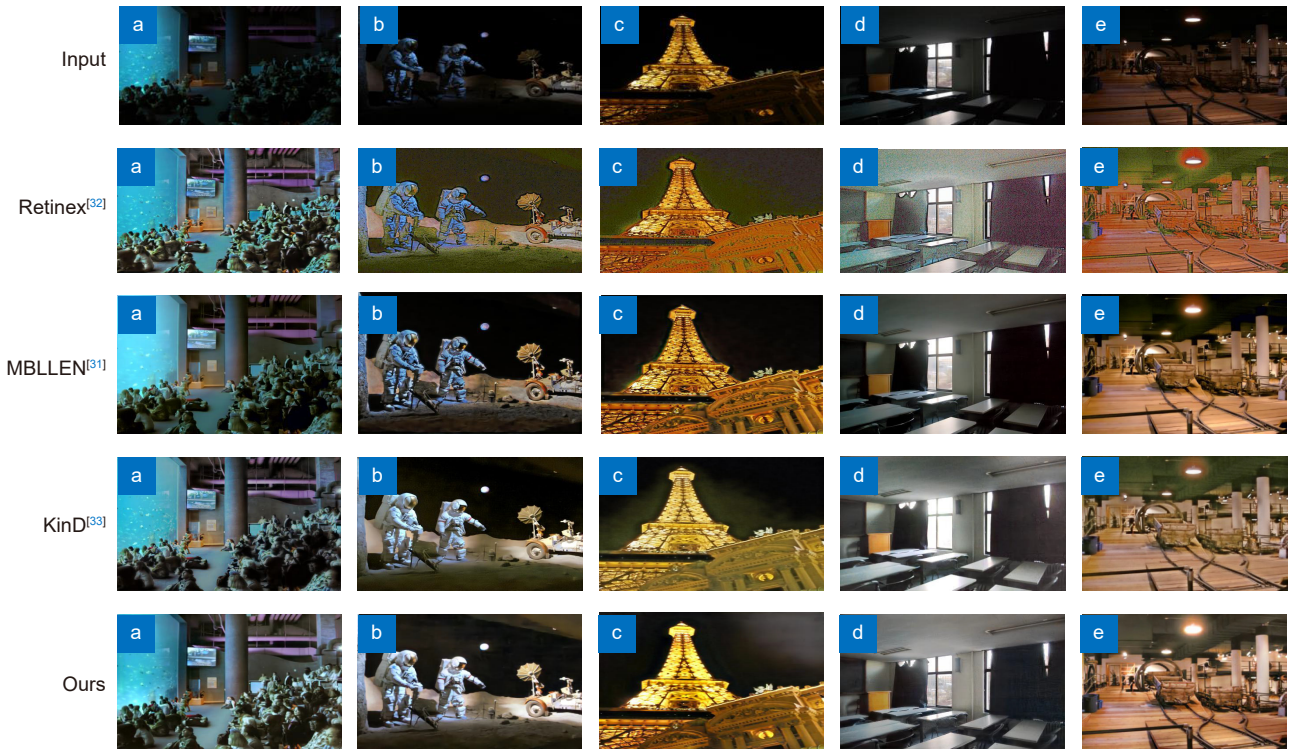 a b c d e
Input
a b c d e
Retinex[32]
a b c d e
MBLLEN[31]
a b c d e
KinD[33]
a b c d e
Ours